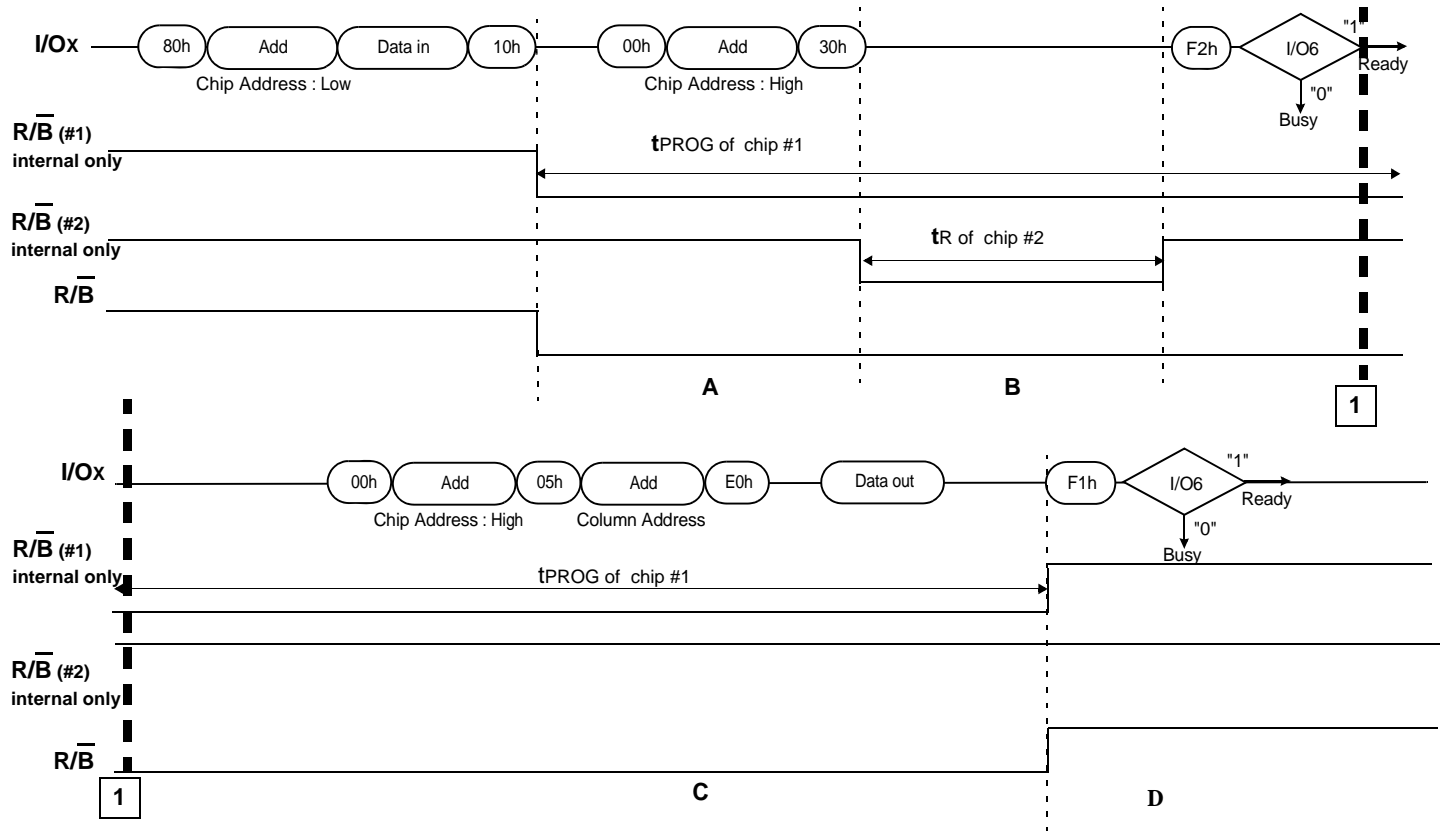 I/Ox 80h Add Data in 10h 00h Add 30h F2h I/O6 "1"
Ready
Chip Address : Low Chip Address : High
"0"
Busy
R/B (#1)
internal only
tPROG of chip #1
R/B (#2)
internal only
tR of chip #2
R/B
A B
1
I/Ox 00h Add 05h Add E0h Data out F1h I/O6 "1"
Ready
Chip Address : High Column Address
"0"
Busy
R/B (#1)
internal only
tPROG of chip #1
R/B (#2)
internal only
R/B
1 C D